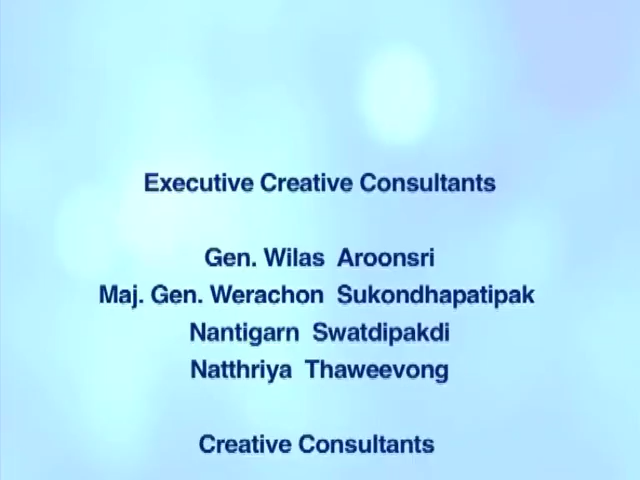 Executive Creative Consultants
Gen. Wilas Aroonsri
Maj. Gen. Werachon Sukondhapatipak
Nantigarn Swatdipakdi
Natthriya Thaweevong
Creative Consultants